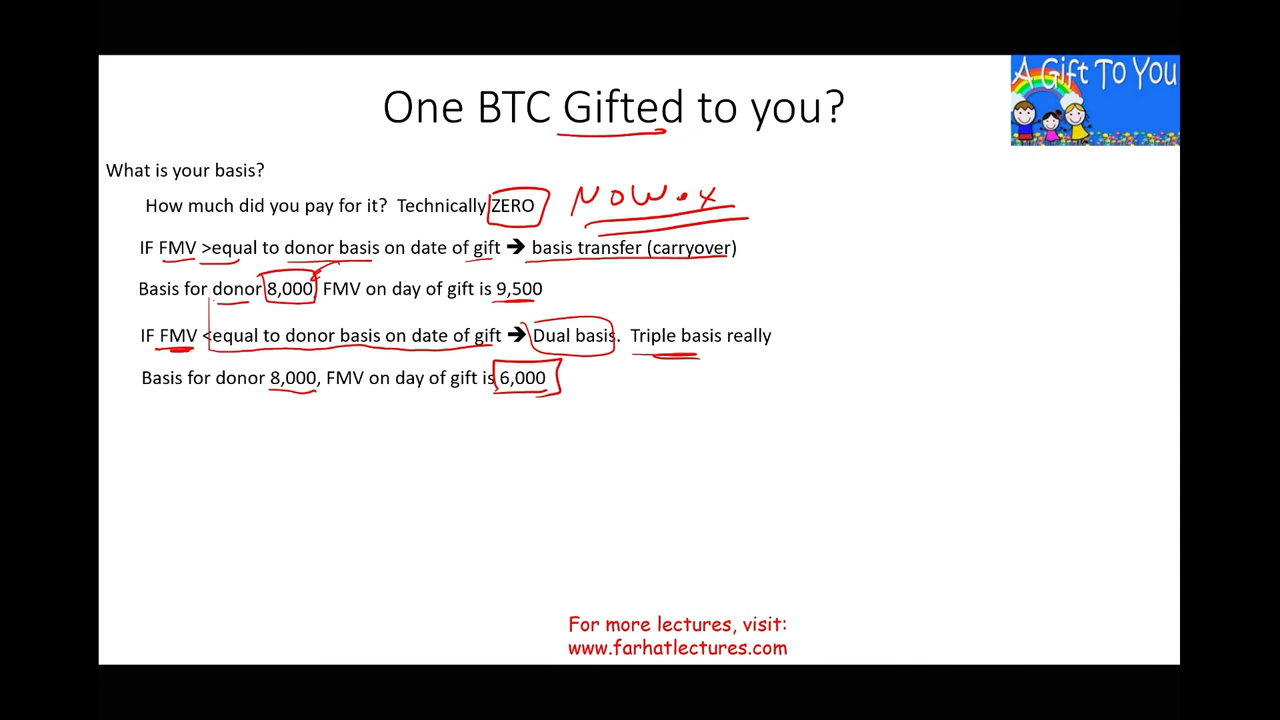 A Gift To You
One BTC Gifted to you?
What is your basis?
How much did you pay for it? Technically ZERO NOW.X
IF FMV >equal to donor basis on date of gift → basis transfer (carryover)
Basis for donor 8,000, FMV on day of gift is 9,500
IF FMV <equal to donor basis on date of gift → Dual basis. Triple basis really
Basis for donor 8,000, FMV on day of gift is 6,000
For more lectures, visit:
www.farhatlectures.com